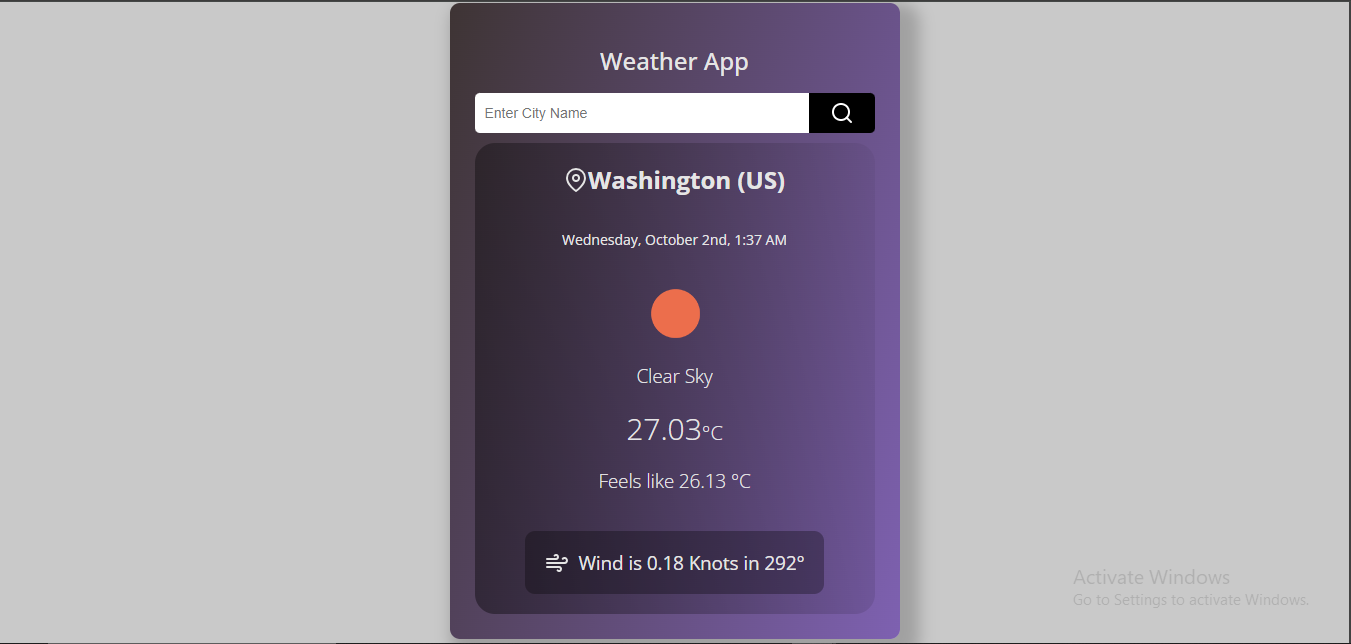 Weather App
Enter City Name
Washington (US)
Wednesday, October 2nd, 1:37 AM
Clear Sky
27.03°C
Feels like 26.13 °C
Wind is 0.18 Knots in 292°
Activate Windows
Go to Settings to activate Windows.